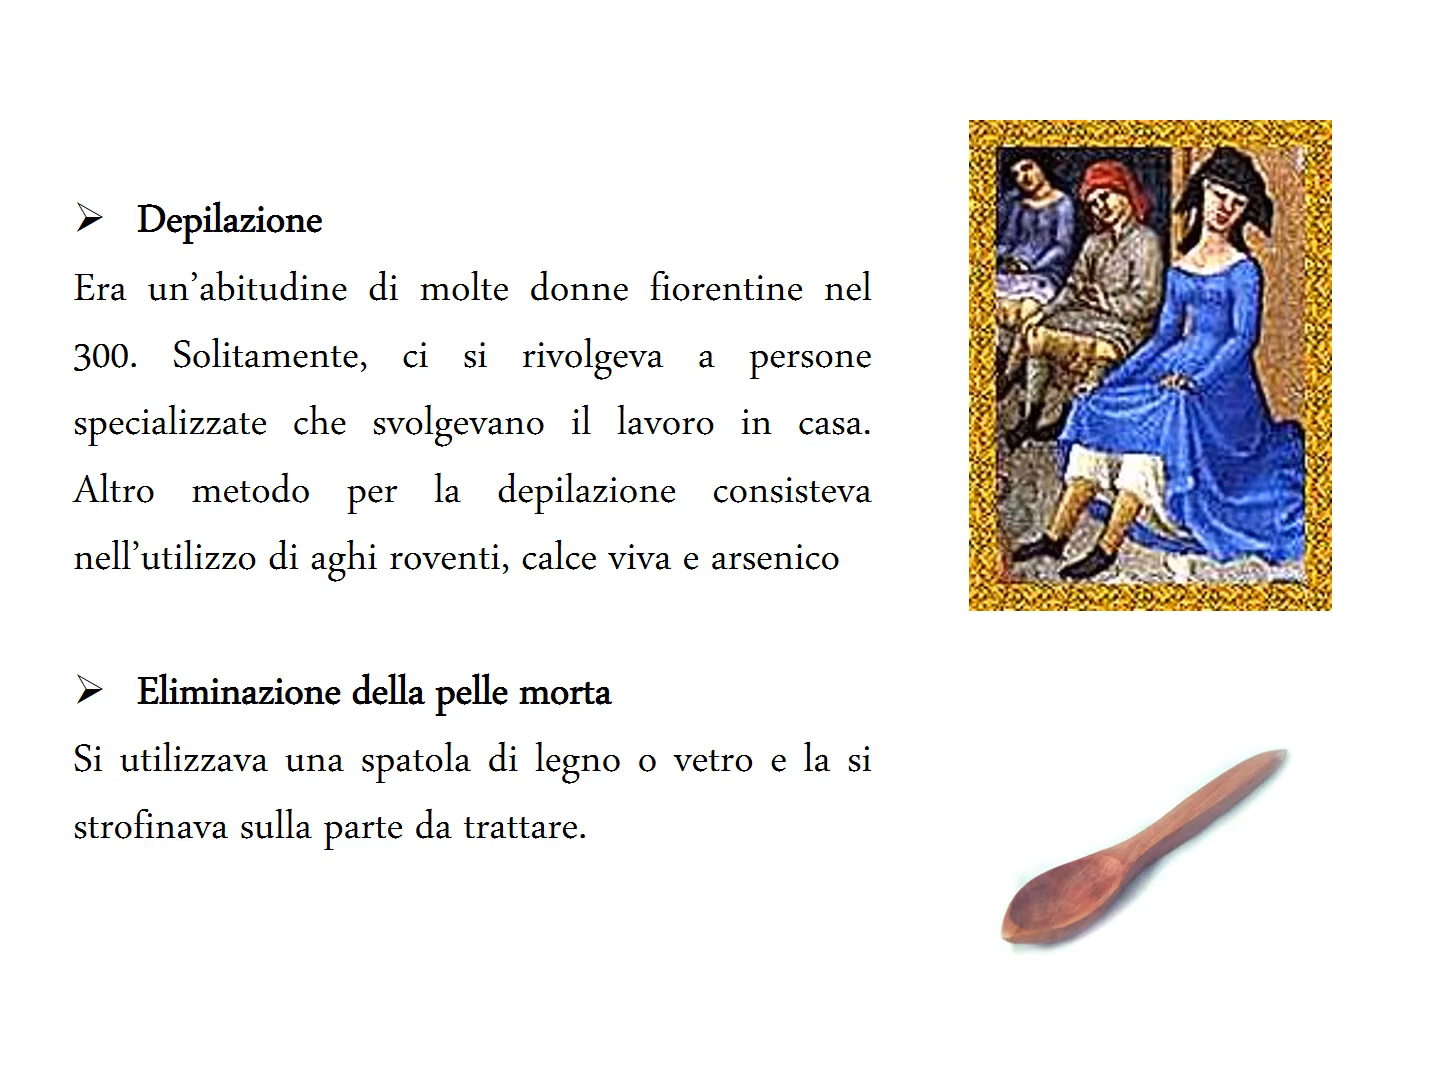 ➢ Depilazione
Era un’abitudine di molte donne fiorentine nel
300. Solitamente, ci si rivolgeva a persone
specializzate che svolgevano il lavoro in casa.
Altro metodo per la depilazione consisteva
nell’utilizzo di aghi roventi, calce viva e arsenico
➢ Eliminazione della pelle morta
Si utilizzava una spatola di legno o vetro e la si
strofinava sulla parte da trattare.